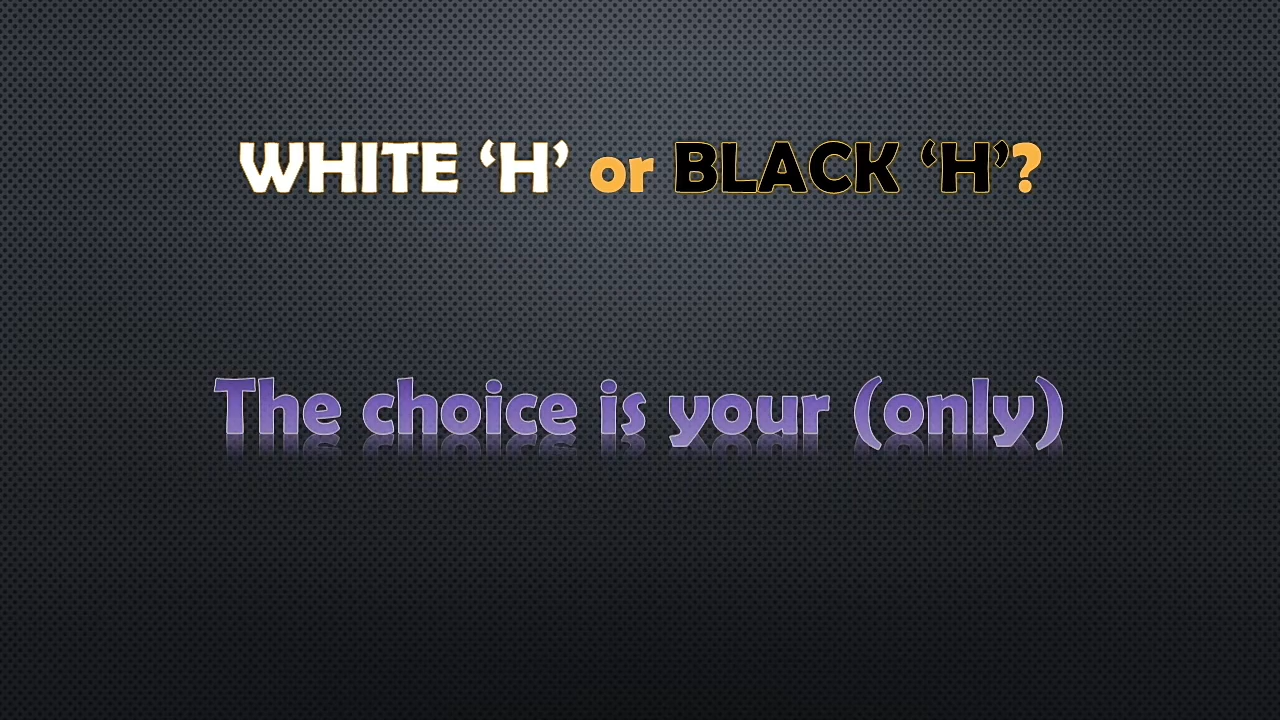 WHITE ‘H’ or BLACK ‘H’?
The choice is your (only)